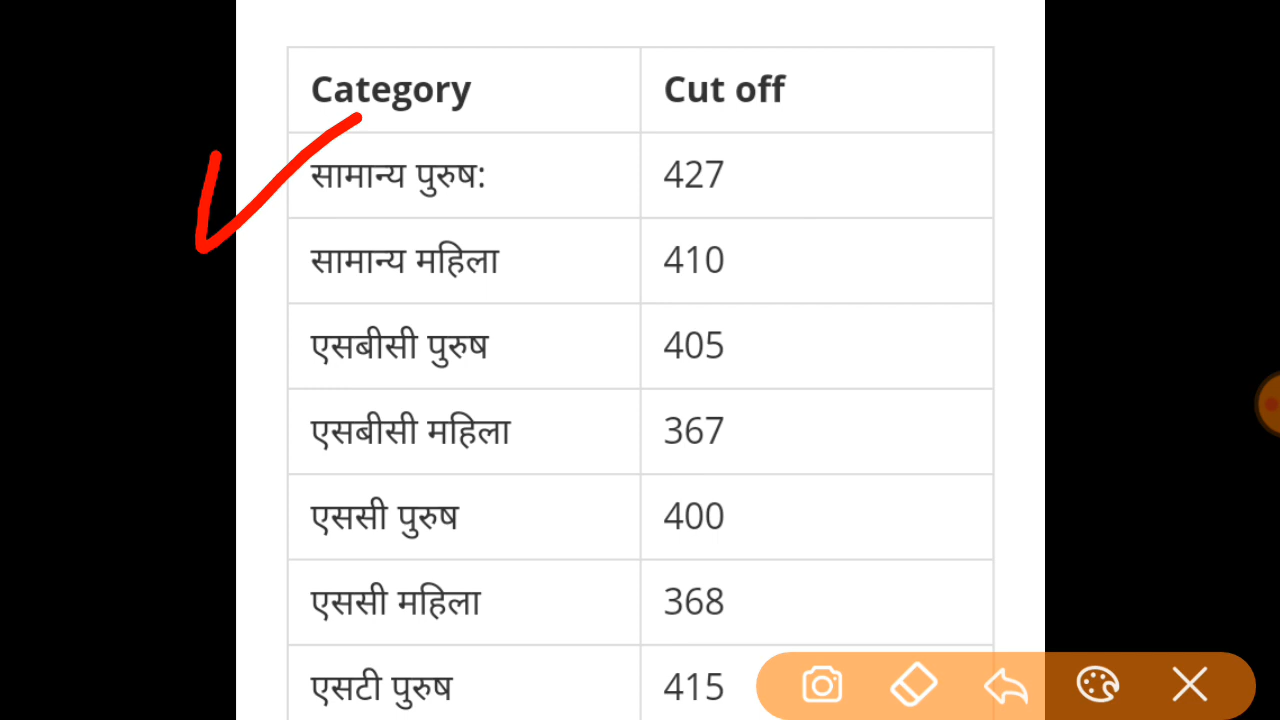 Category Cut off
सामान्य पुरुष: 427
सामान्य महिला 410
एसबीसी पुरुष 405
एसबीसी महिला 367
एससी पुरुष 400
एससी महिला 368
एसटी पुरुष 415